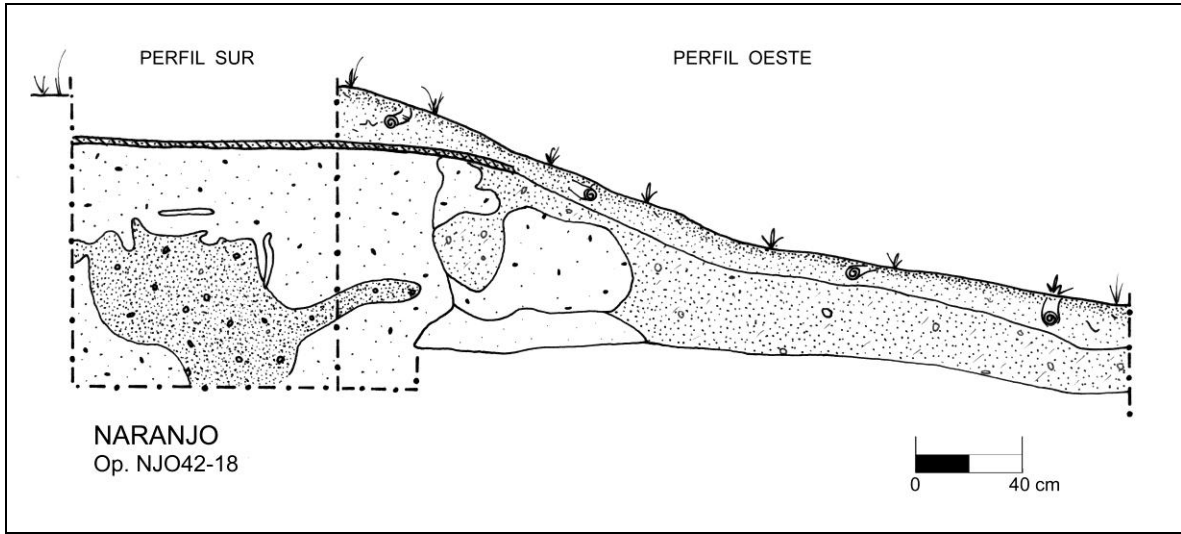 PERFIL SUR
PERFIL OESTE
NARANJO
Op. NJO42-18
0 40 cm